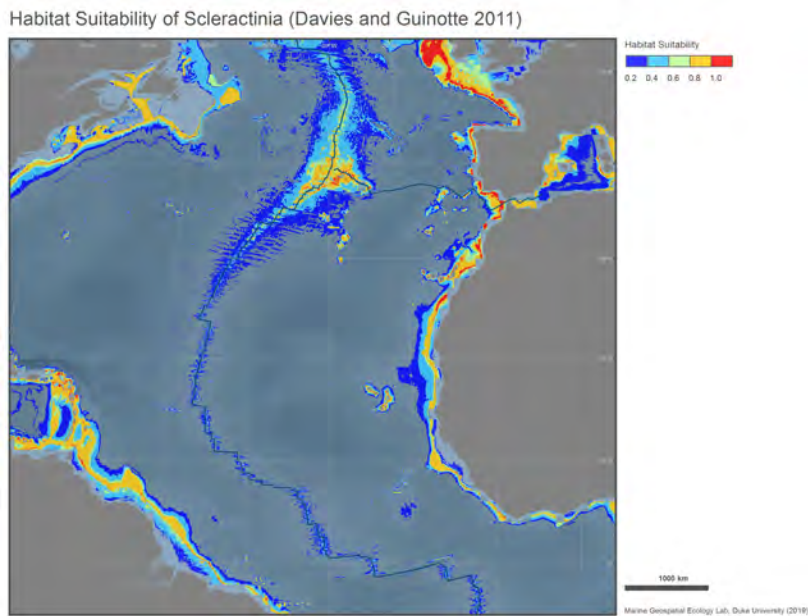 Habitat Suitability of Scleractinia (Davies and Guinotte 2011)
Habitat Suitability
0.2 0.4 0.6 0.8 1.0
1000 km
Marine Geospatial Ecology Lab, Duke University (2019)